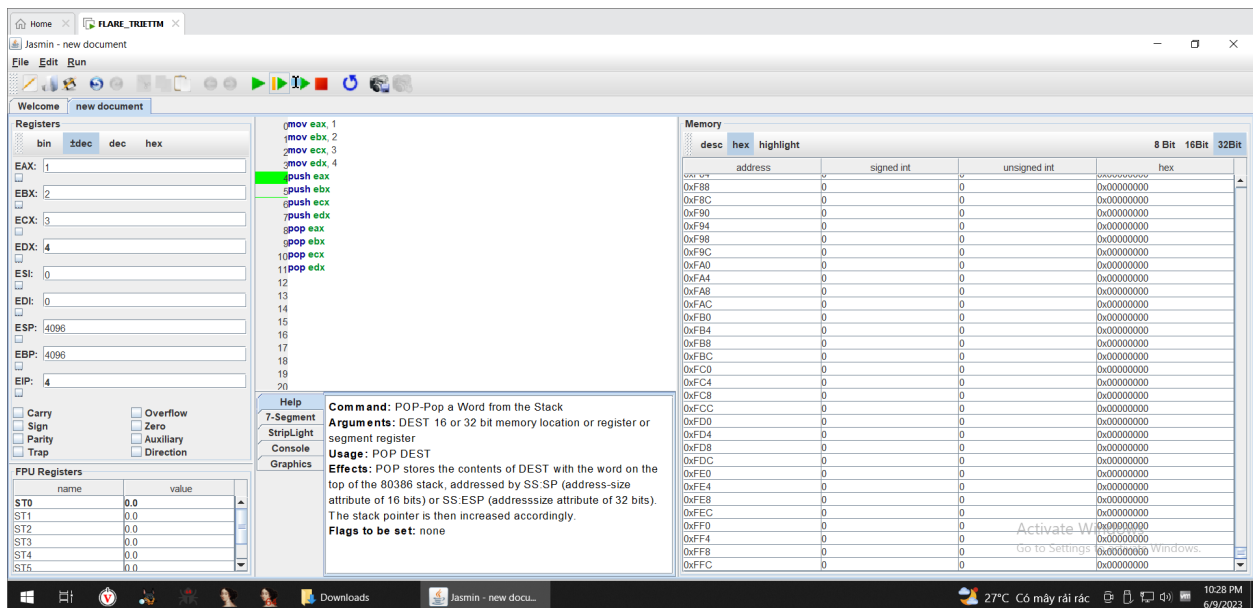 Home FLARE_TRIETTM
Jasmin - new document
File Edit Run
Welcome new document
Registers
bin ±dec dec hex
EAX: 1
EBX: 2
ECX: 3
EDX: 4
ESI: 0
EDI: 0
ESP: 4096
EBP: 4096
EIP: 4
Carry Overflow
Sign Zero
Parity Auxiliary
Trap Direction
FPU Registers
name value
ST0 0.0
ST1 0.0
ST2 0.0
ST3 0.0
ST4 0.0
ST5 0.0
0 mov eax, 1
1 mov ebx, 2
2 mov ecx, 3
3 mov edx, 4
4 push eax
5 push ebx
6 push ecx
7 push edx
8 pop eax
9 pop ebx
10 pop ecx
11 pop edx
12
13
14
15
16
17
18
19
20
Help
7-Segment
StripLight
Console
Graphics
Command: POP-Pop a Word from the Stack
Arguments: DEST 16 or 32 bit memory location or register or
segment register
Usage: POP DEST
Effects: POP stores the contents of DEST with the word on the
top of the 80386 stack, addressed by SS:SP (address-size
attribute of 16 bits) or SS:ESP (addresssize attribute of 32 bits).
The stack pointer is then increased accordingly.
Flags to be set: none
Memory
desc hex highlight 8 Bit 16Bit 32Bit
address signed int unsigned int hex
0xF88 0 0 0x00000000
0xF8C 0 0 0x00000000
0xF90 0 0 0x00000000
0xF94 0 0 0x00000000
0xF98 0 0 0x00000000
0xF9C 0 0 0x00000000
0xFA0 0 0 0x00000000
0xFA4 0 0 0x00000000
0xFA8 0 0 0x00000000
0xFAC 0 0 0x00000000
0xFB0 0 0 0x00000000
0xFB4 0 0 0x00000000
0xFB8 0 0 0x00000000
0xFBC 0 0 0x00000000
0xFC0 0 0 0x00000000
0xFC4 0 0 0x00000000
0xFC8 0 0 0x00000000
0xFCC 0 0 0x00000000
0xFD0 0 0 0x00000000
0xFD4 0 0 0x00000000
0xFD8 0 0 0x00000000
0xFDC 0 0 0x00000000
0xFE0 0 0 0x00000000
0xFE4 0 0 0x00000000
0xFE8 0 0 0x00000000
0xFEC 0 0 0x00000000
0xFF0 0 0 0x00000000
0xFF4 0 0 0x00000000
0xFF8 0 0 0x00000000
0xFFC 0 0 0x00000000
Activate Windows
Go to Settings to Windows.
Downloads Jasmin - new docu... 27°C Có mây rải rác 10:28 PM
6/9/2023